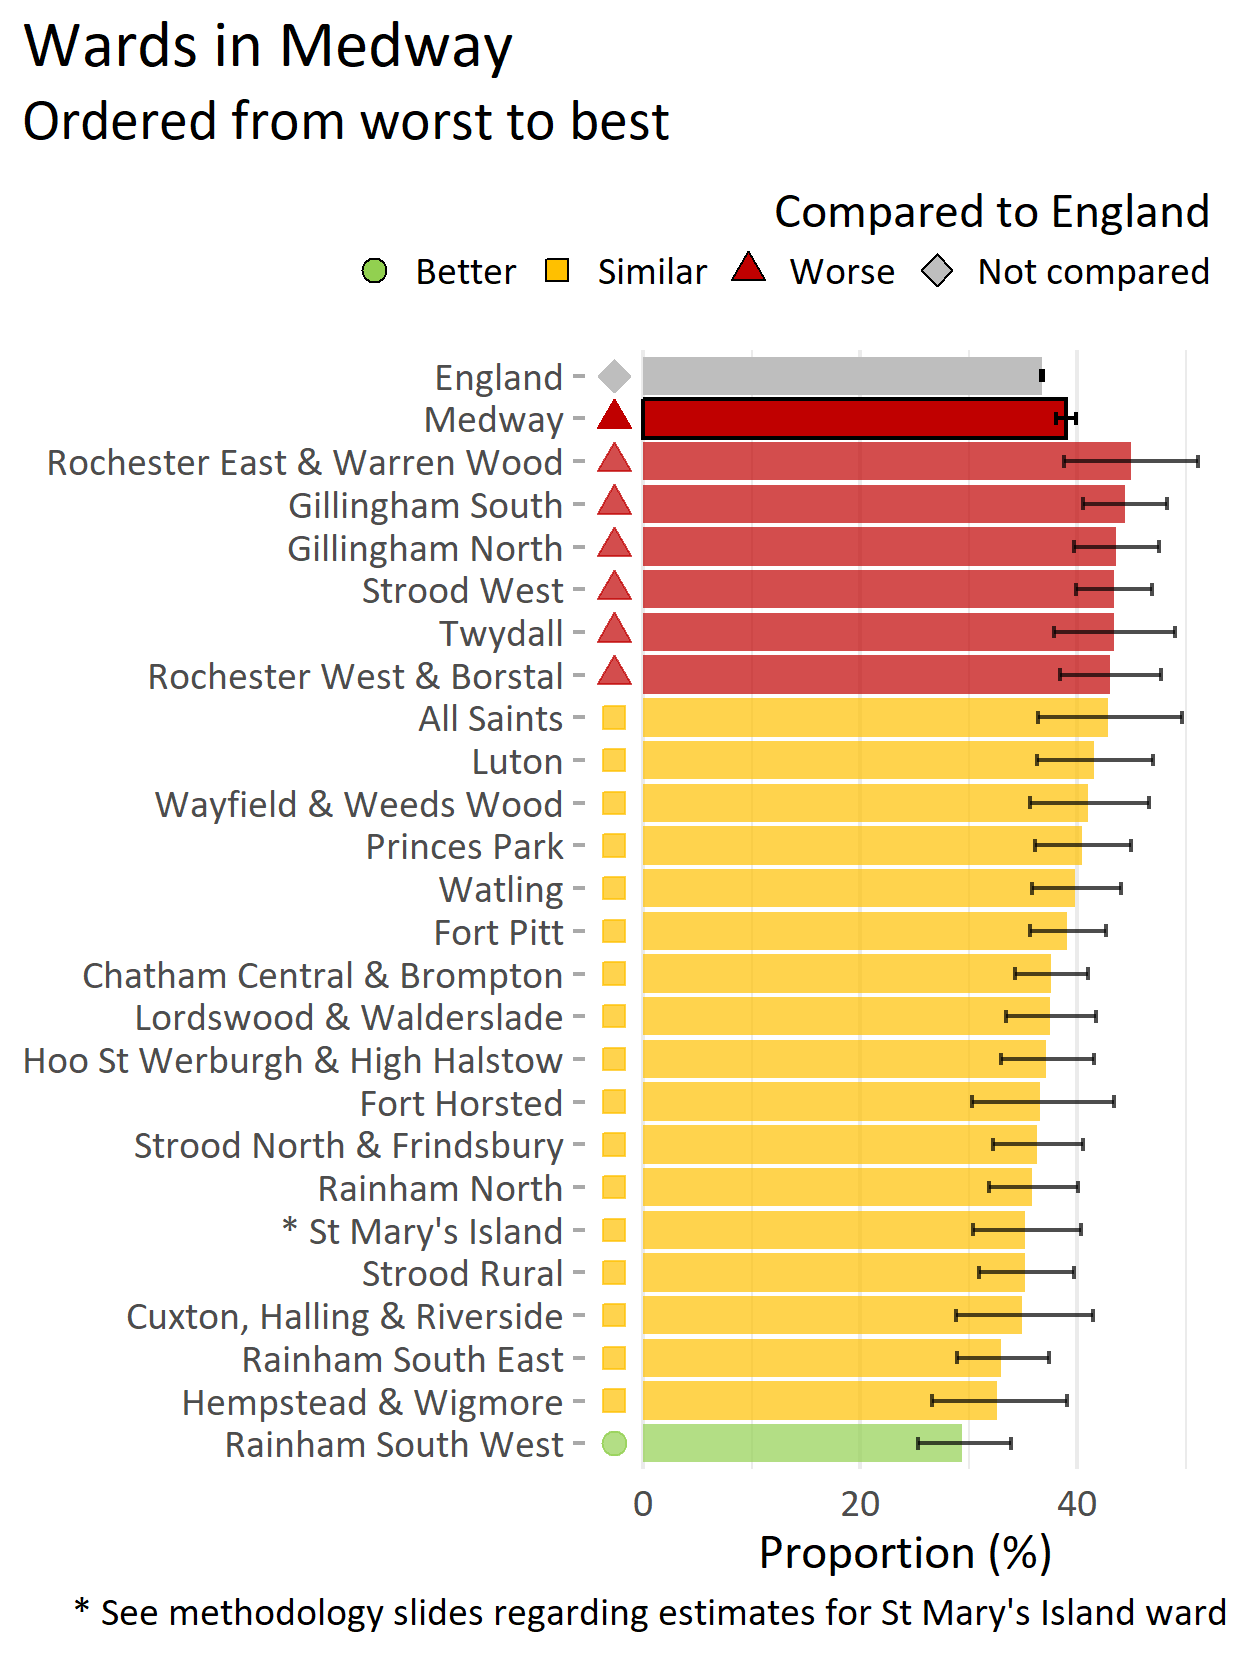 Wards in Medway
Ordered from worst to best
Compared to England
Better Similar Worse Not compared
England
Medway
Rochester East & Warren Wood
Gillingham South
Gillingham North
Strood West
Twydall
Rochester West & Borstal
All Saints
Luton
Wayfield & Weeds Wood
Princes Park
Watling
Fort Pitt
Chatham Central & Brompton
Lordswood & Walderslade
Hoo St Werburgh & High Halstow
Fort Horsted
Strood North & Frindsbury
Rainham North
* St Mary's Island
Strood Rural
Cuxton, Halling & Riverside
Rainham South East
Hempstead & Wigmore
Rainham South West
0 20 40
Proportion (%)
* See methodology slides regarding estimates for St Mary's Island ward